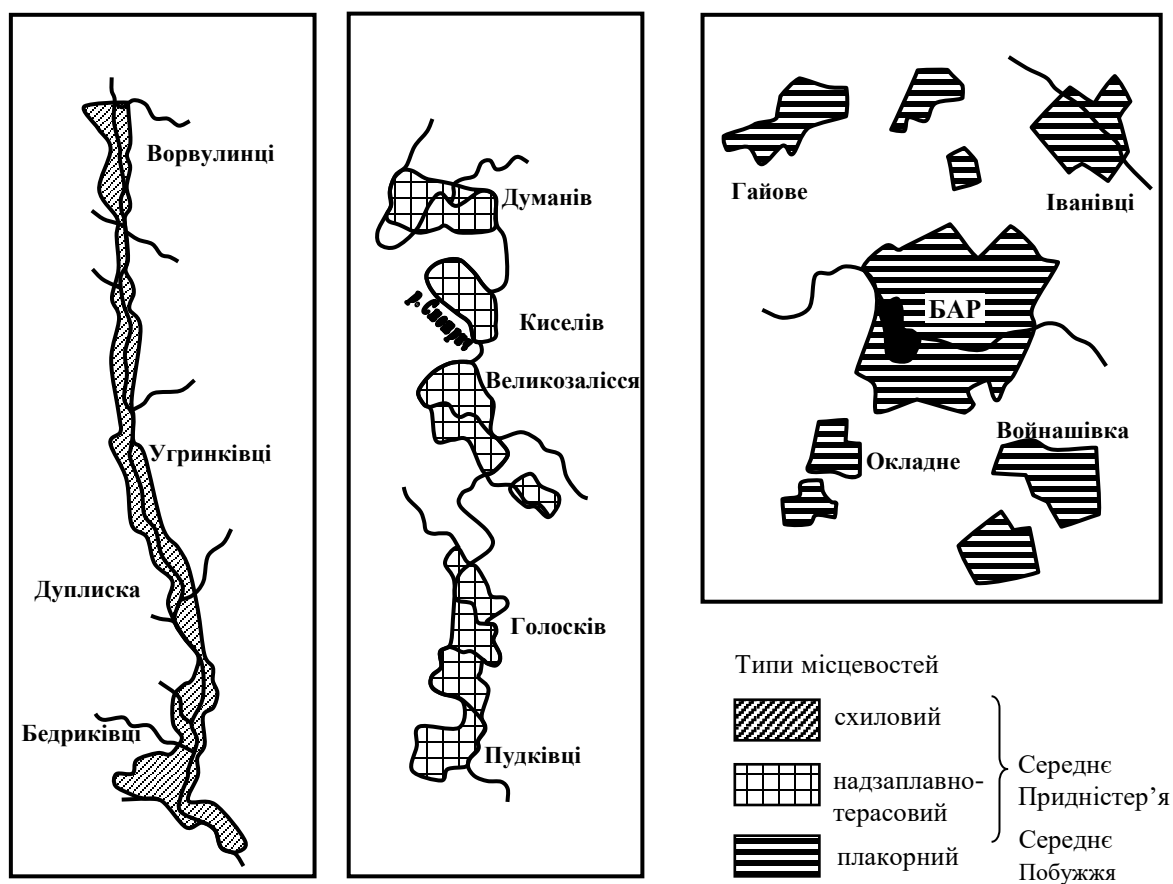 Ворвулинці
Угринківці
Дуплиска
Бедриківці
Думанів
Киселів
р. Смотрич
Великозалісся
Голосків
Пудківці
Гайове
Іванівці
БАР
Войнашівка
Окладне
Типи місцевостей
схиловий
надзаплавно-
терасовий
плакорний
Середнє
Придністер’я
Середнє
Побужжя